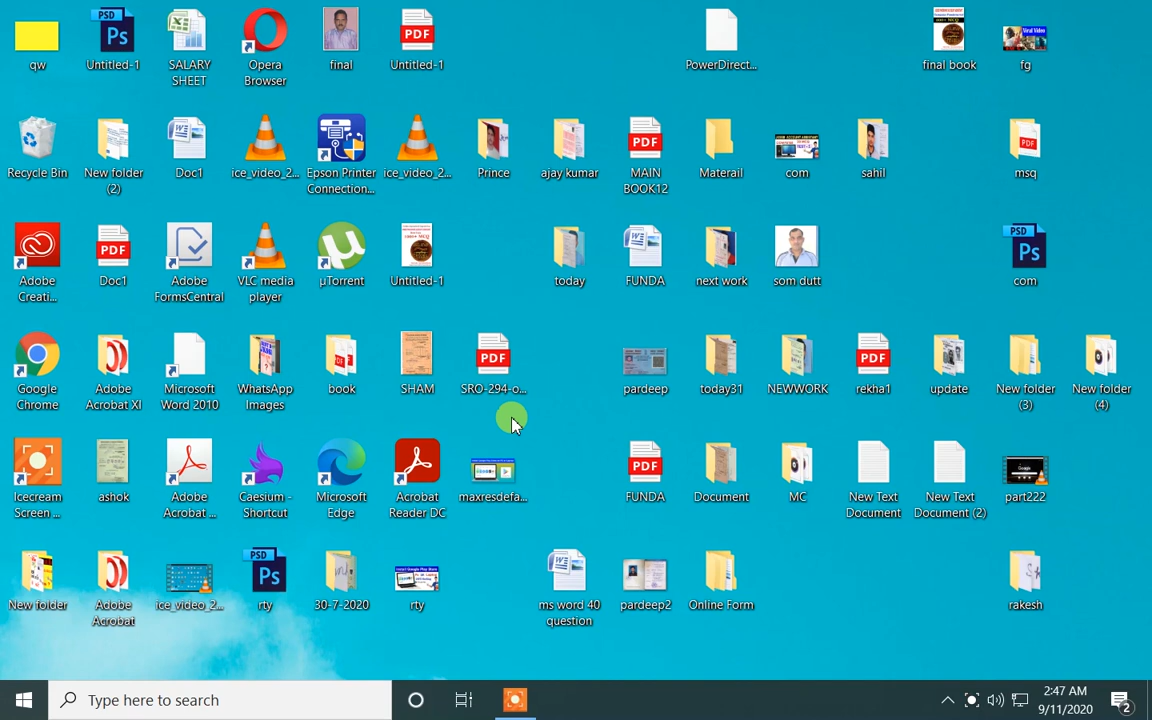 qw
Untitled-1
SALARY
SHEET
Opera
Browser
final
Untitled-1
PowerDirect...
final book
fg
Recycle Bin
New folder
(2)
Doc1
ice_video_2...
Epson Printer
Connection...
ice_video_2...
Prince
ajay kumar
MAIN
BOOK12
Materail
com
sahil
msq
Adobe
Creati...
Doc1
Adobe
FormsCentral
VLC media
player
µTorrent
Untitled-1
today
FUNDA
next work
som dutt
com
Google
Chrome
Adobe
Acrobat XI
Microsoft
Word 2010
WhatsApp
Images
book
SHAM
SRO-294-o...
pardeep
today31
NEWWORK
rekha1
update
New folder
(3)
New folder
(4)
Icecream
Screen ...
ashok
Adobe
Acrobat ...
Caesium -
Shortcut
Microsoft
Edge
Acrobat
Reader DC
maxresdefa...
FUNDA
Document
MC
New Text
Document
New Text
Document (2)
part222
New folder
Adobe
Acrobat
ice_video_2...
rty
30-7-2020
rty
ms word 40
question
pardeep2
Online Form
rakesh
Type here to search
2:47 AM
9/11/2020
2